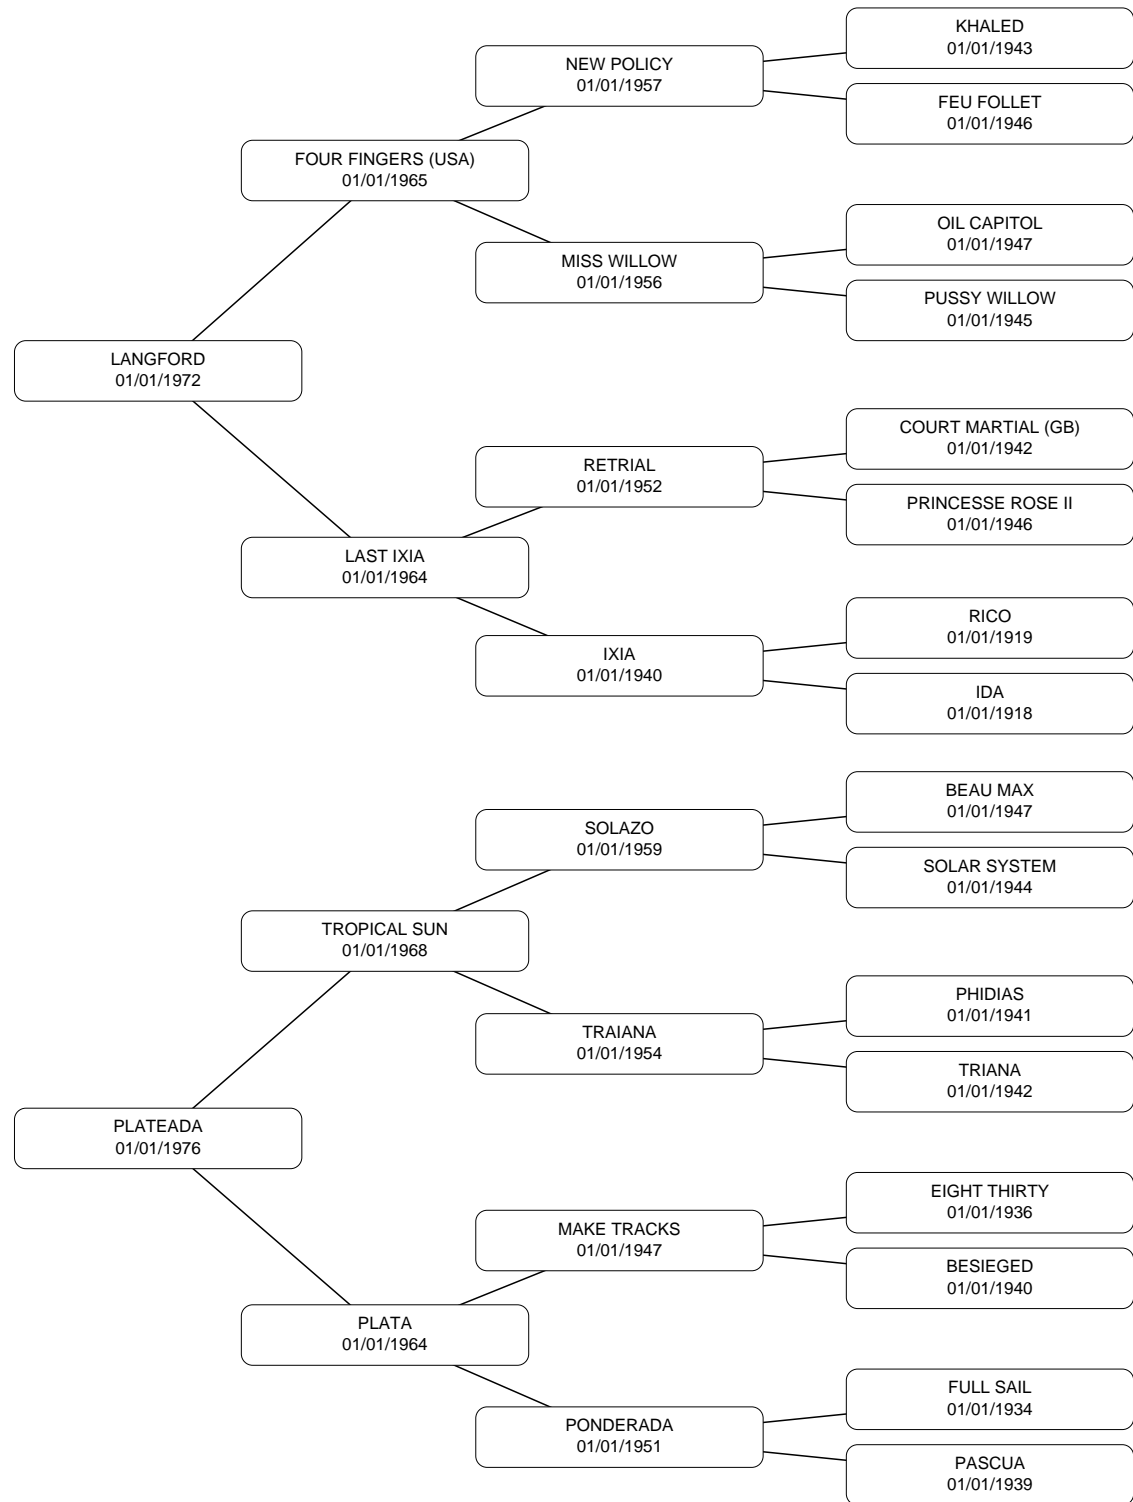 KHALED
01/01/1943
NEW POLICY
01/01/1957
FEU FOLLET
01/01/1946
FOUR FINGERS (USA)
01/01/1965
OIL CAPITOL
01/01/1947
MISS WILLOW
01/01/1956
PUSSY WILLOW
01/01/1945
LANGFORD
01/01/1972
COURT MARTIAL (GB)
01/01/1942
RETRIAL
01/01/1952
PRINCESSE ROSE II
01/01/1946
LAST IXIA
01/01/1964
RICO
01/01/1919
IXIA
01/01/1940
IDA
01/01/1918
BEAU MAX
01/01/1947
SOLAZO
01/01/1959
SOLAR SYSTEM
01/01/1944
TROPICAL SUN
01/01/1968
PHIDIAS
01/01/1941
TRAIANA
01/01/1954
TRIANA
01/01/1942
PLATEADA
01/01/1976
EIGHT THIRTY
01/01/1936
MAKE TRACKS
01/01/1947
BESIEGED
01/01/1940
PLATA
01/01/1964
FULL SAIL
01/01/1934
PONDERADA
01/01/1951
PASCUA
01/01/1939